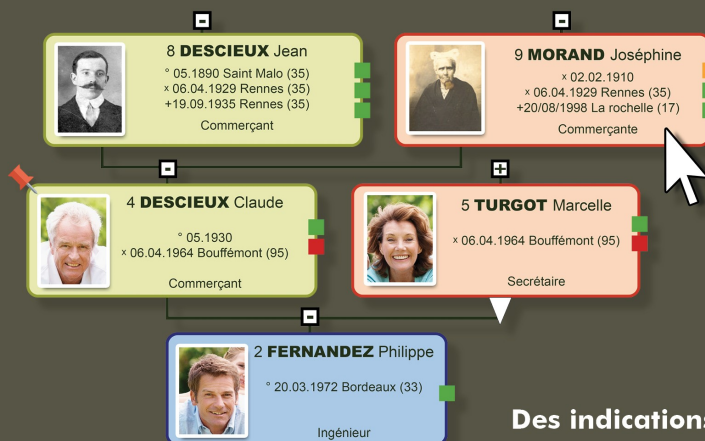 8 DESCIEUX Jean
° 05.1890 Saint Malo (35)
x 06.04.1929 Rennes (35)
+19.09.1935 Rennes (35)
Commerçant
9 MORAND Joséphine
x 02.02.1910
x 06.04.1929 Rennes (35)
+20/08/1998 La rochelle (17)
Commerçante
4 DESCIEUX Claude
° 05.1930
x 06.04.1964 Bouffémont (95)
Commerçant
5 TURGOT Marcelle
x 06.04.1964 Bouffémont (95)
Secrétaire
2 FERNANDEZ Philippe
° 20.03.1972 Bordeaux (33)
Ingénieur
Des indications